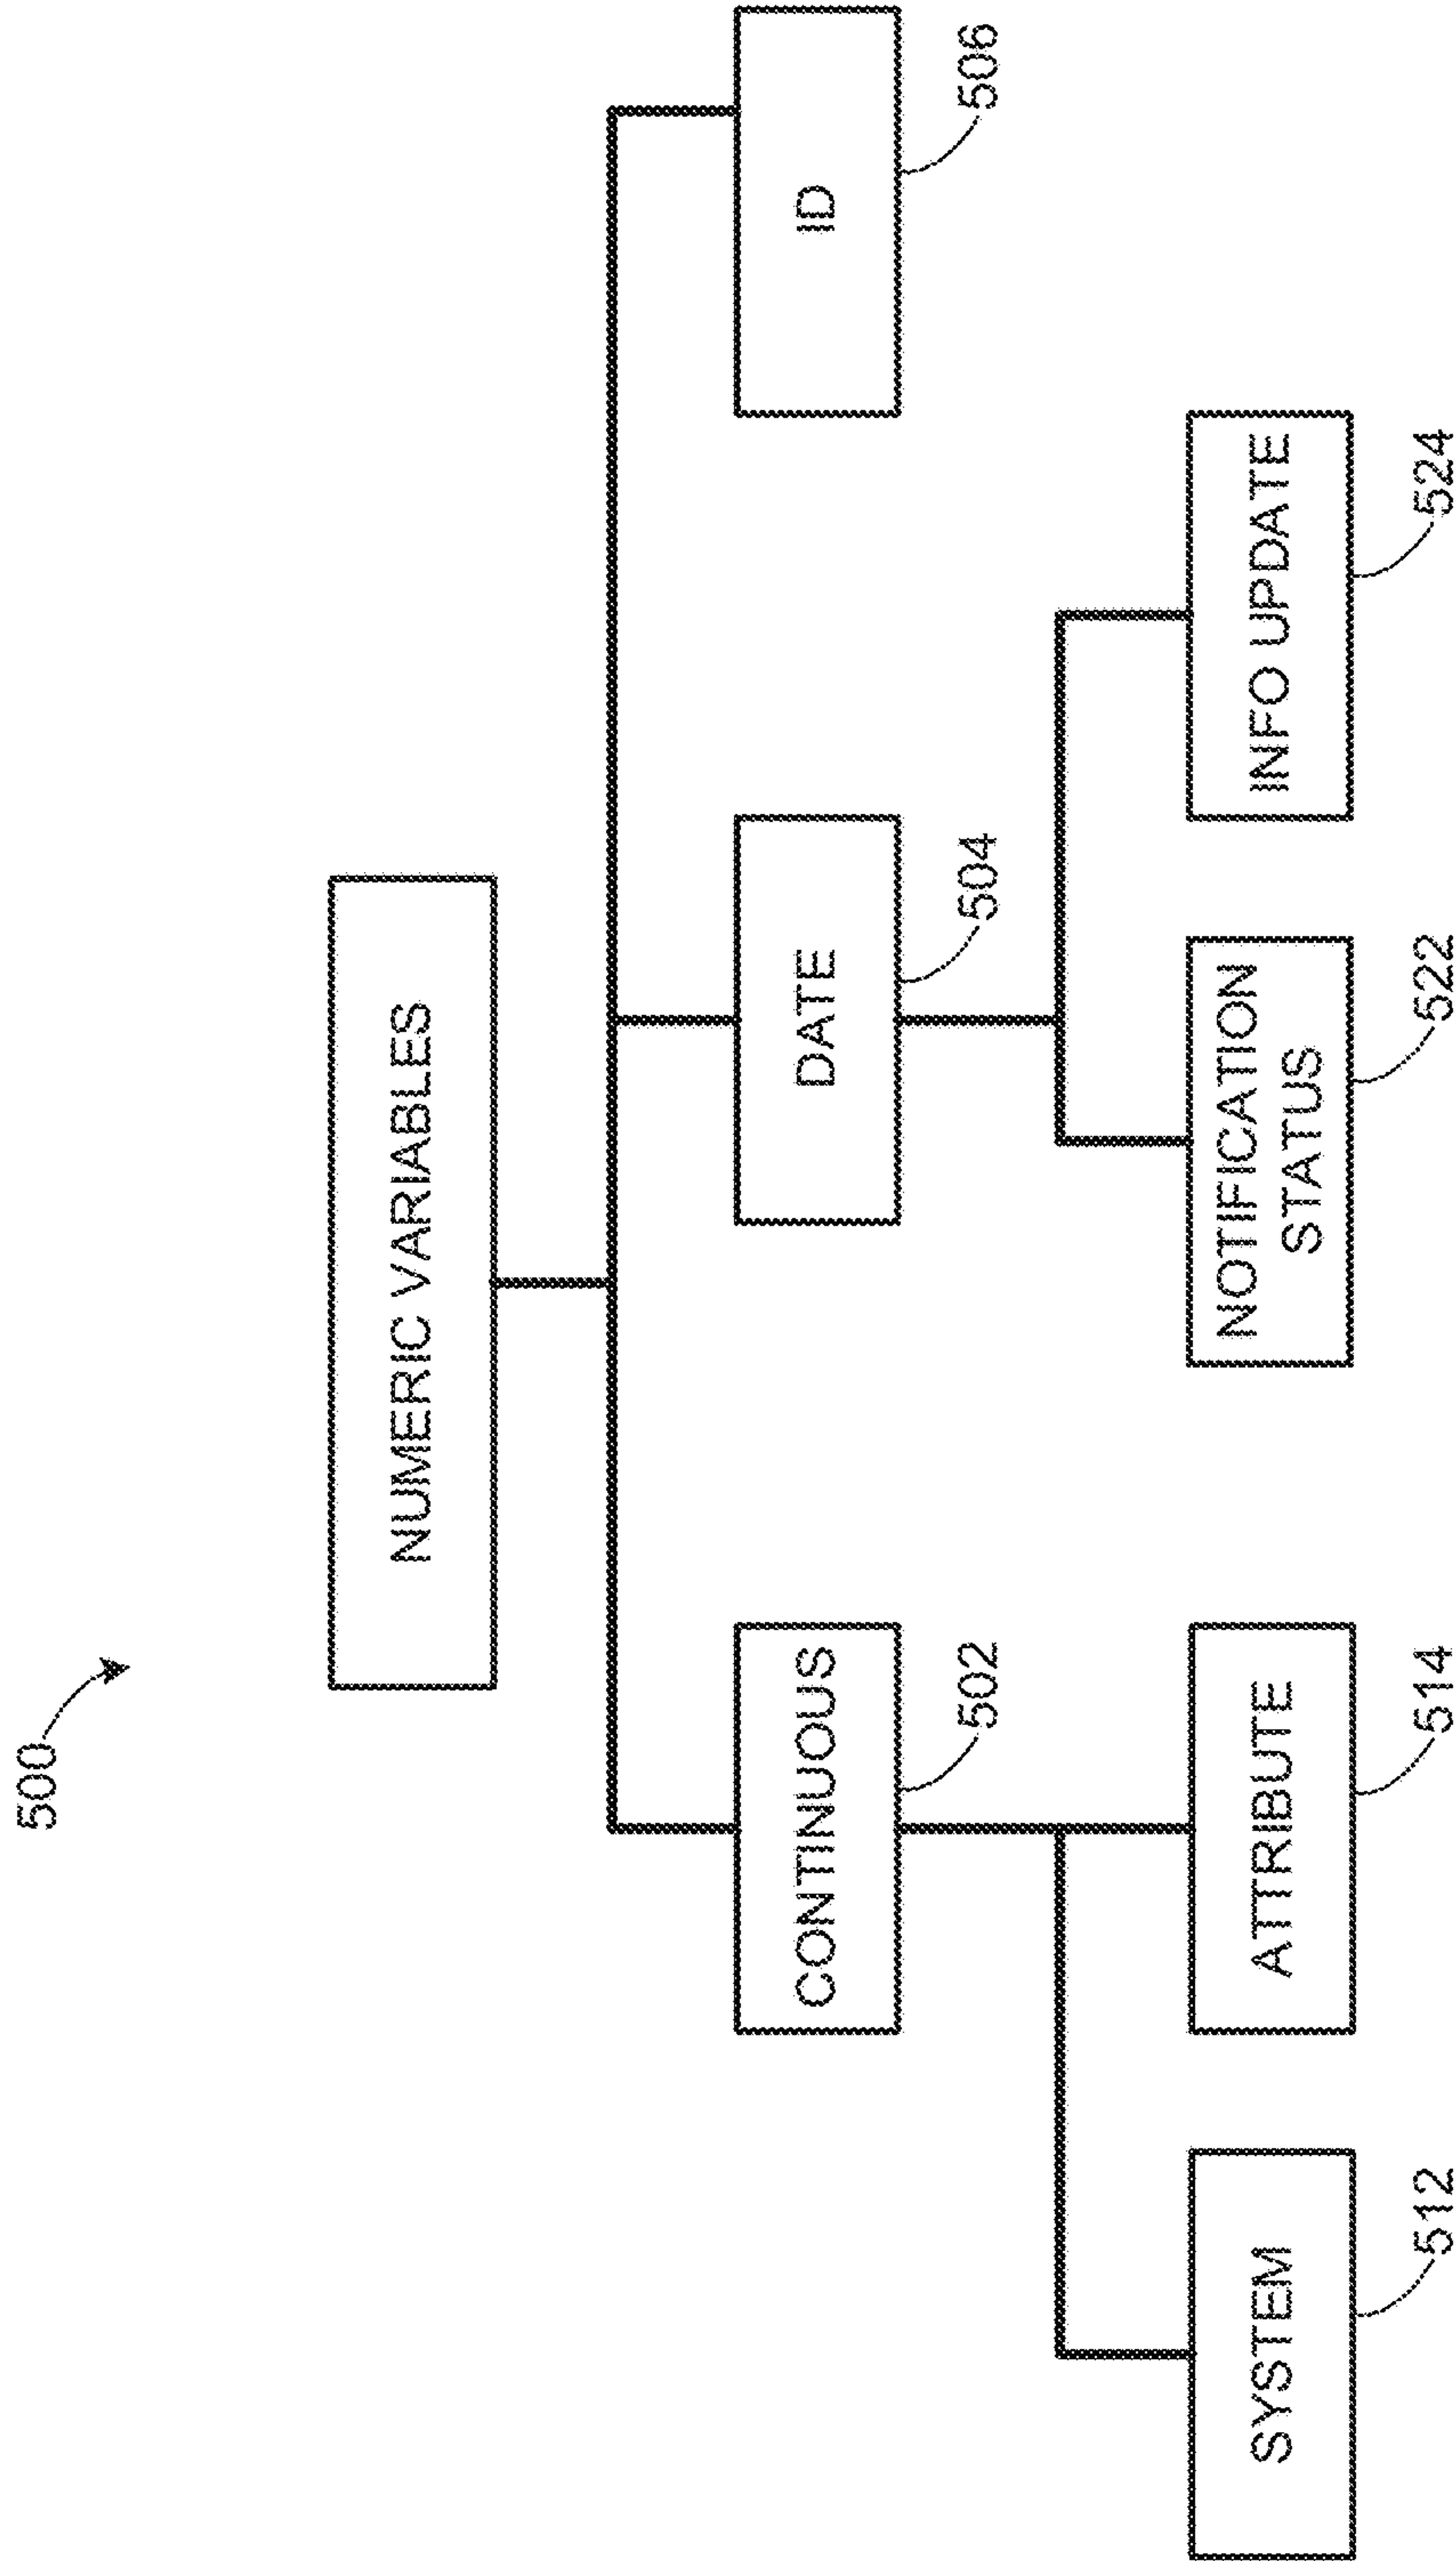 500
NUMERIC VARIABLES
CONTINUOUS
502
DATE
504
ID
506
SYSTEM
512
ATTRIBUTE
514
NOTIFICATION
STATUS
522
INFO UPDATE
524